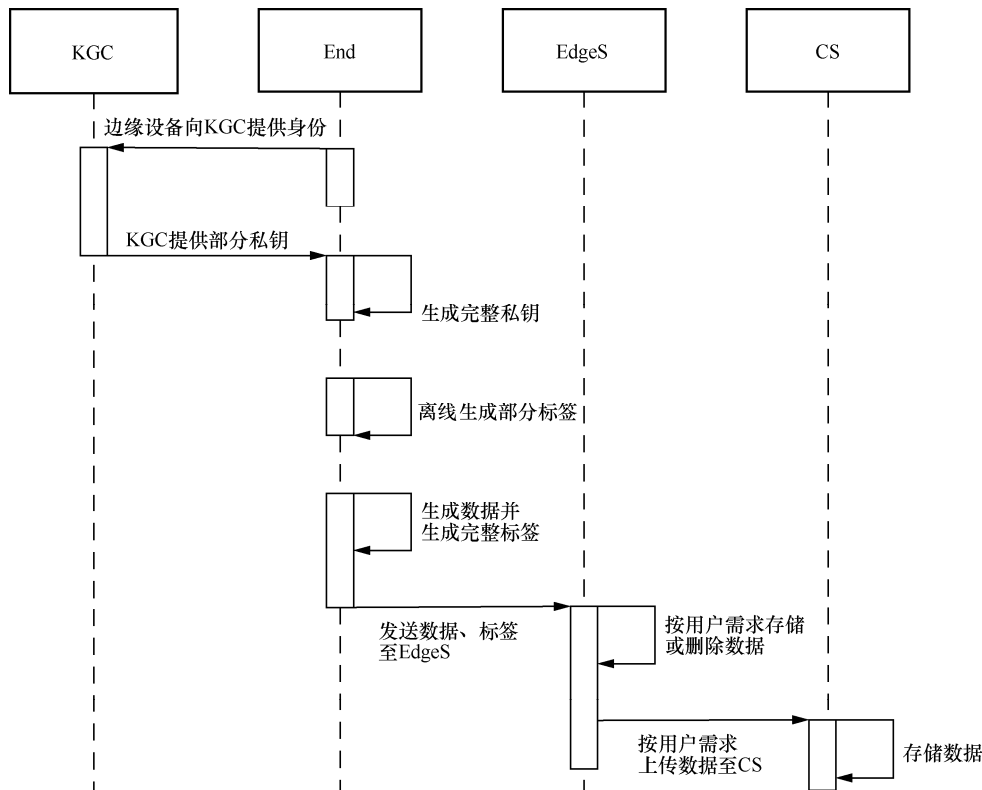 KGC
End
EdgeS
CS
边缘设备向KGC提供身份
KGC提供部分私钥
生成完整私钥
离线生成部分标签
生成数据并
生成完整标签
发送数据、标签
至EdgeS
按用户需求存储
或删除数据
按用户需求
上传数据至CS
存储数据